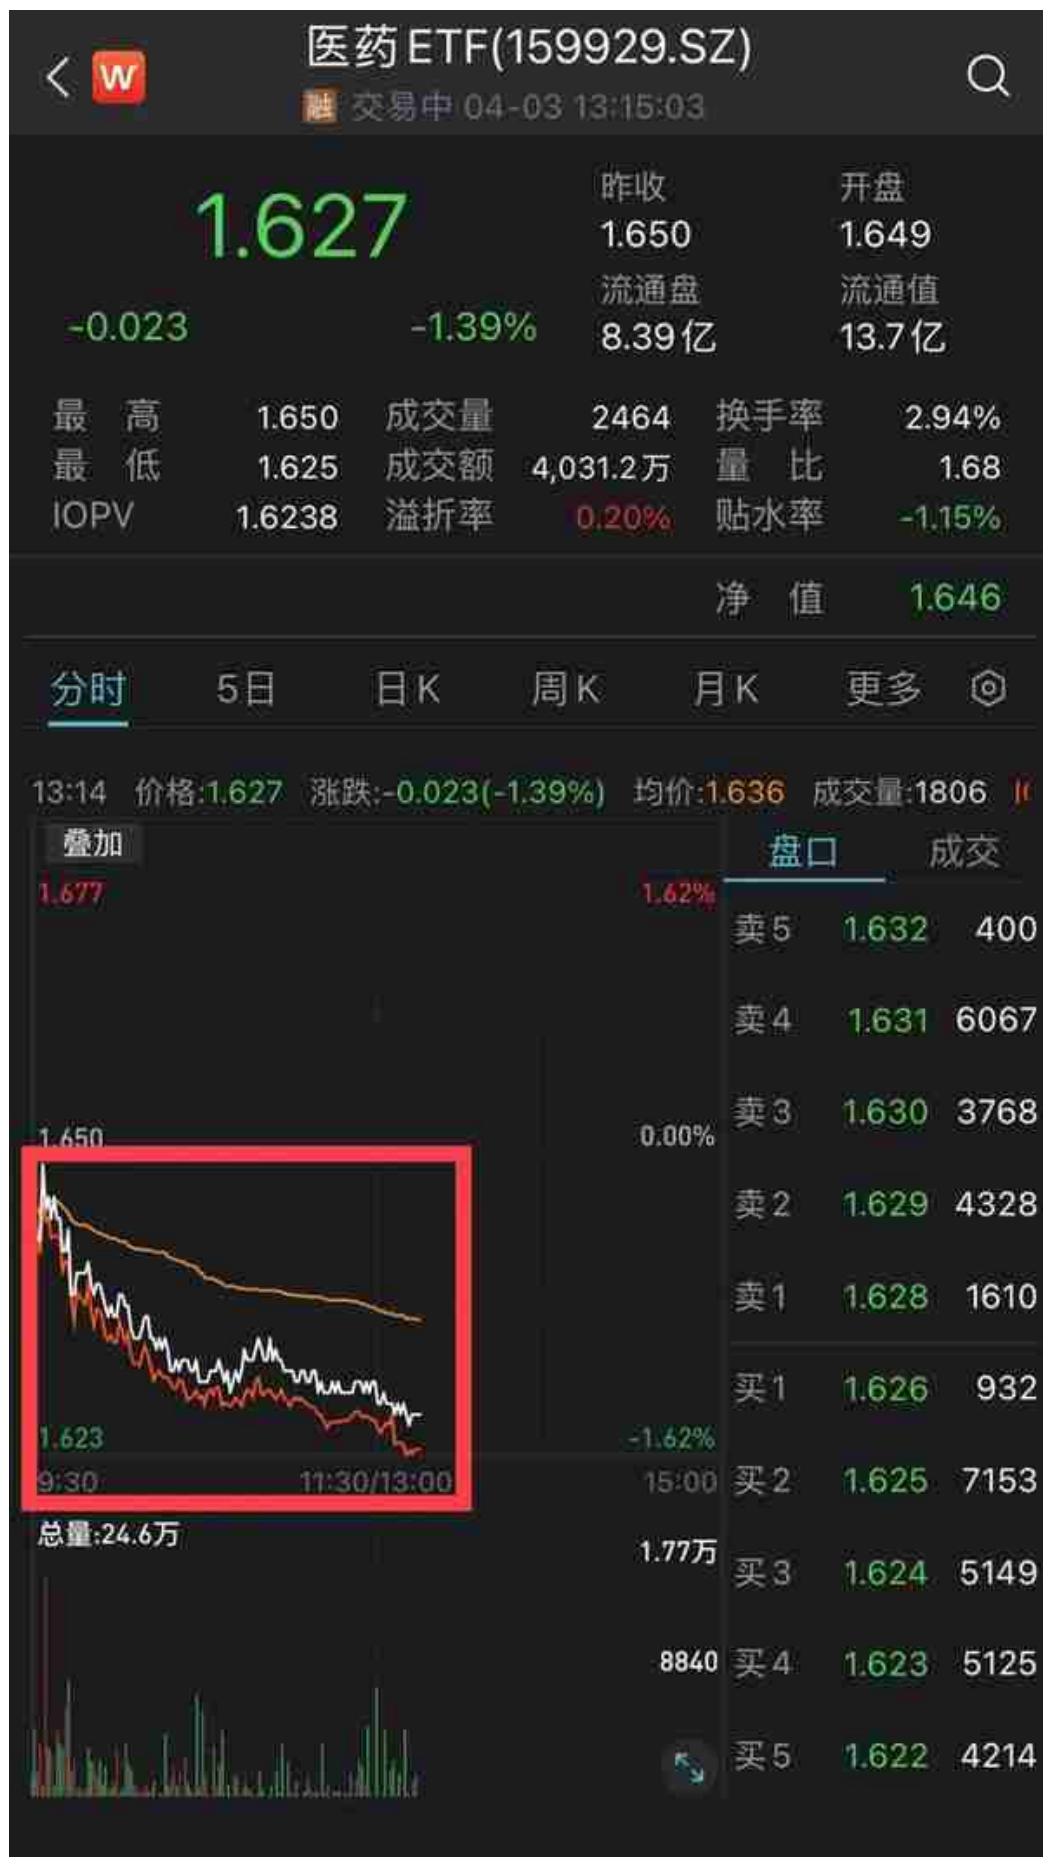 医药ETF(159929.SZ)
W
融 交易中 04-03 13:15:03
1.627
-0.023 -1.39%
昨收 开盘
1.650 1.649
流通盘 流通值
8.39亿 13.7亿
最高 1.650 成交量 2464 换手率 2.94%
最低 1.625 成交额 4,031.2万 量比 1.68
IOPV 1.6238 溢折率 0.20% 贴水率 -1.15%
净值 1.646
分时 5日 日K 周K 月K 更多
13:14 价格:1.627 涨跌:-0.023(-1.39%) 均价:1.636 成交量:1806
叠加
1.677 1.62%
1.650 0.00%
1.623 -1.62%
9:30 11:30/13:00 15:00
总量:24.6万
1.77万
8840
盘口 成交
卖5 1.632 400
卖4 1.631 6067
卖3 1.630 3768
卖2 1.629 4328
卖1 1.628 1610
买1 1.626 932
买2 1.625 7153
买3 1.624 5149
买4 1.623 5125
买5 1.622 4214